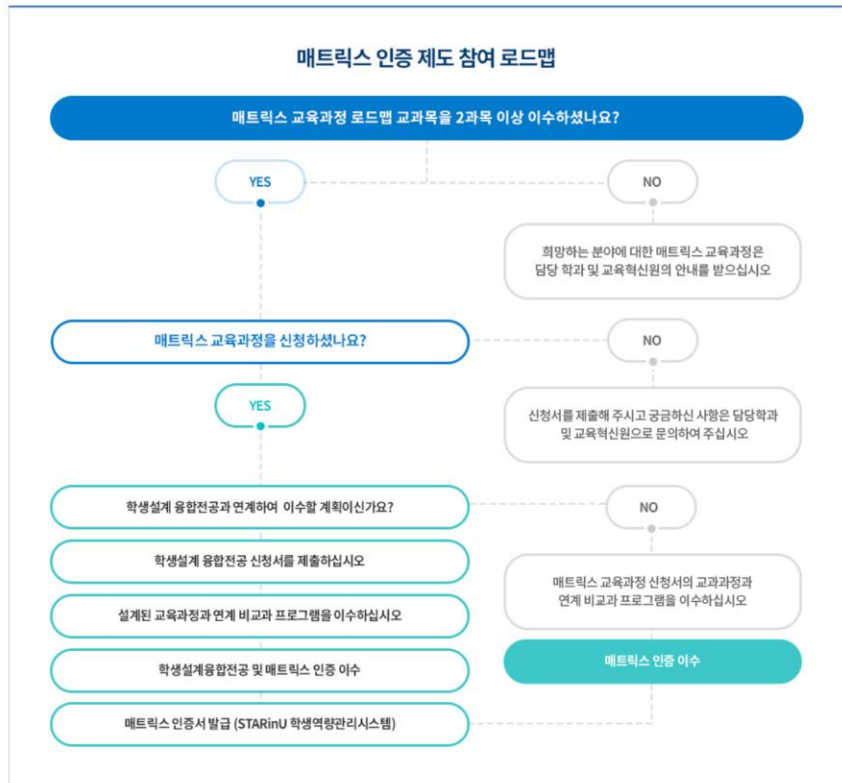 매트릭스 인증 제도 참여 로드맵
매트릭스 교육과정 로드맵 교과목을 2과목 이상 이수하셨나요?
YES
NO
희망하는 분야에 대한 매트릭스 교육과정은
담당 학과 및 교육혁신원의 안내를 받으십시오
매트릭스 교육과정을 신청하셨나요?
NO
YES
신청서를 제출해 주시고 궁금하신 사항은 담당학과
및 교육혁신원으로 문의하여 주십시오
학생설계 융합전공과 연계하여 이수할 계획이신가요?
NO
학생설계 융합전공 신청서를 제출하십시오
매트릭스 교육과정 신청서의 교과과정과
연계 비교과 프로그램을 이수하십시오
설계된 교육과정과 연계 비교과 프로그램을 이수하십시오
학생설계융합전공 및 매트릭스 인증 이수
매트릭스 인증 이수
매트릭스 인증서 발급 (STARinU 학생역량관리시스템)